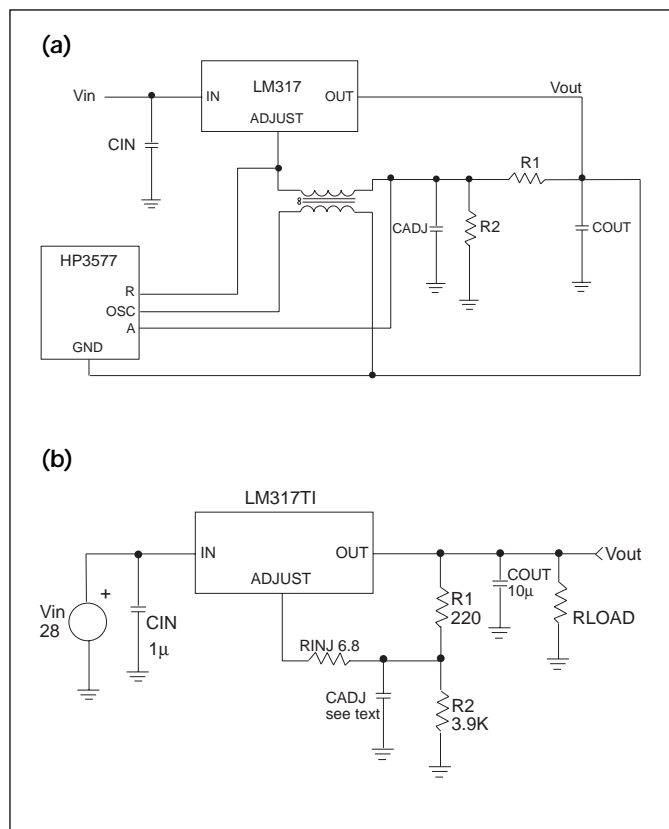 (a)
LM317
Vin
IN
OUT
Vout
ADJUST
CIN
R1
8
CADJ
R2
COUT
HP3577
R
OSC
A
GND
(b)
LM317TI
IN
OUT
Vout
ADJUST
COUT
10µ
R1
220
RLOAD
+
Vin
28
CIN
1µ
RINJ 6.8
CADJ
see text
R2
3.9K